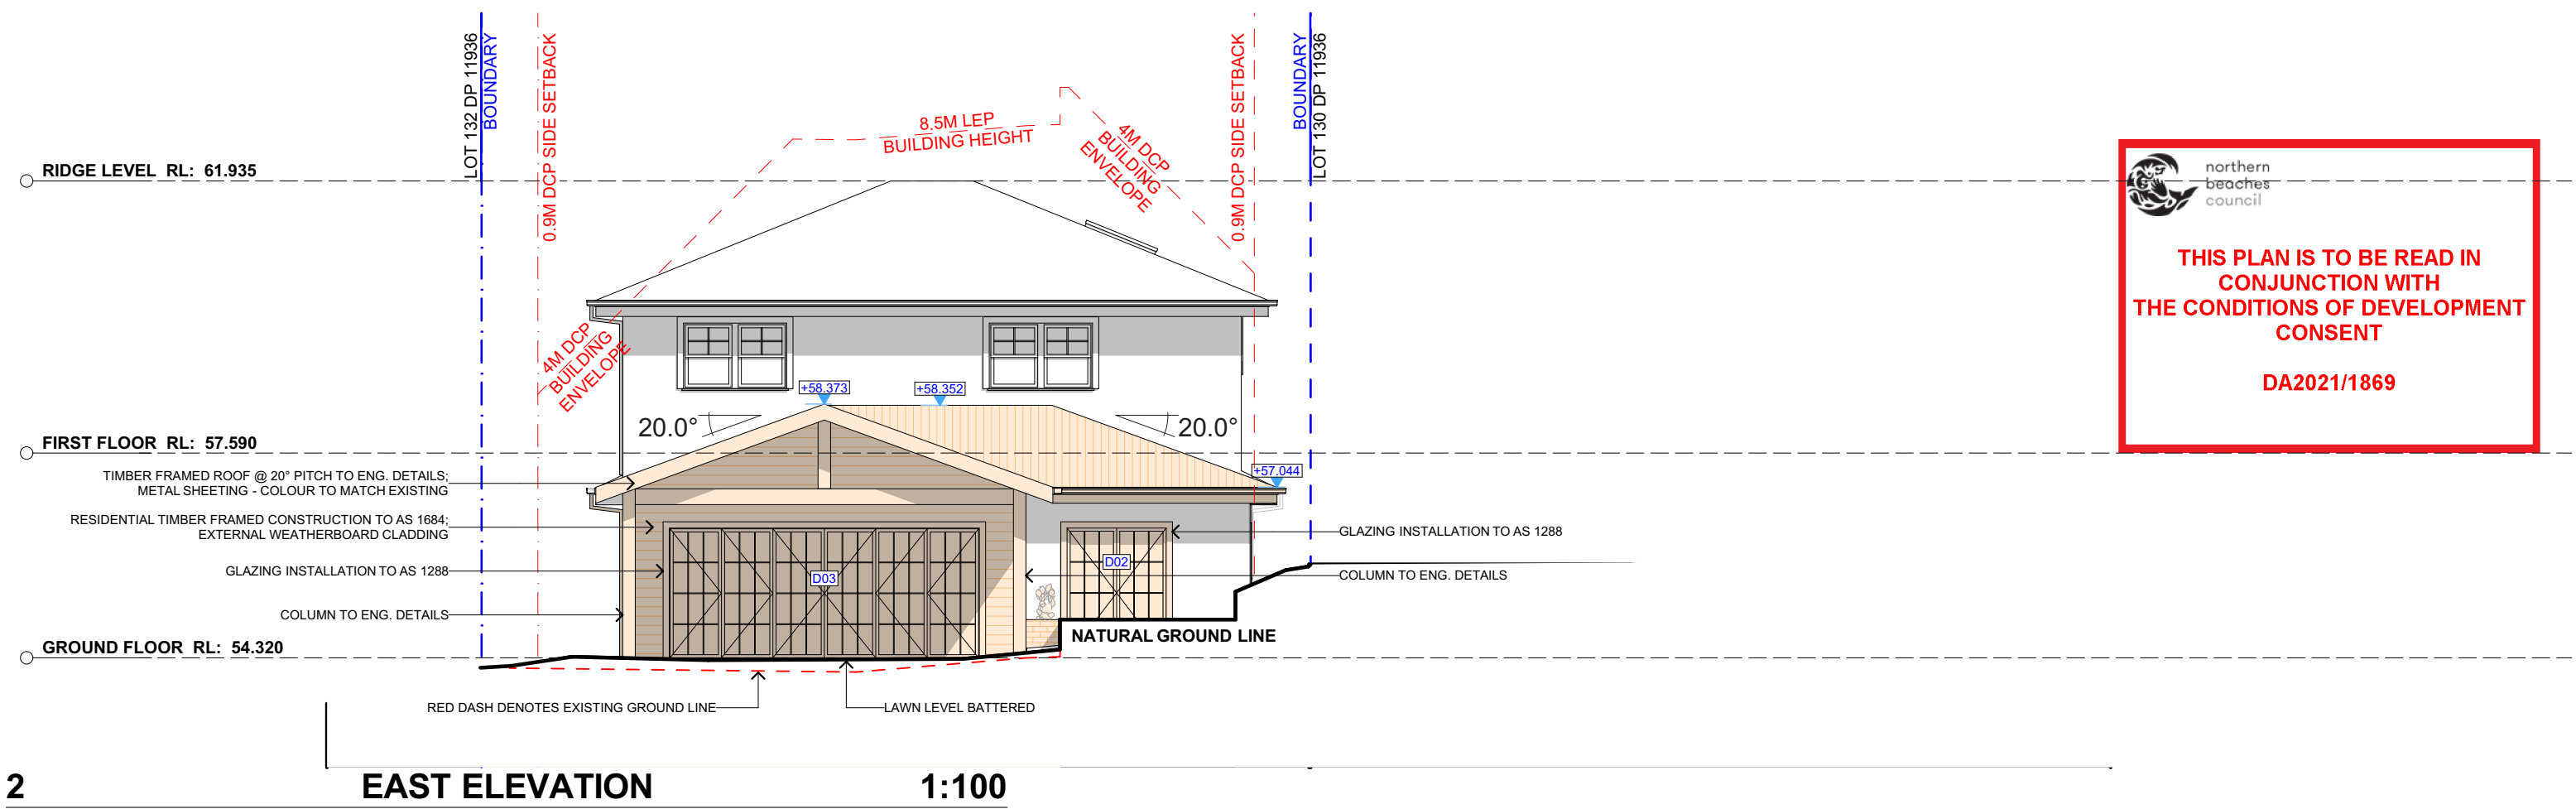 LOT 132 DP 11936
BOUNDARY
0.9M DCP SIDE SETBACK
8.5M LEP
BUILDING HEIGHT
4M DCP
BUILDING
ENVELOPE
0.9M DCP SIDE SETBACK
BOUNDARY
LOT 130 DP 11936
RIDGE LEVEL RL: 61.935
northern
beaches
council
THIS PLAN IS TO BE READ IN
CONJUNCTION WITH
THE CONDITIONS OF DEVELOPMENT
CONSENT
DA2021/1869
4M DCP
BUILDING
ENVELOPE
+58.373
+58.352
20.0°
20.0°
FIRST FLOOR RL: 57.590
+57.044
TIMBER FRAMED ROOF @ 20° PITCH TO ENG. DETAILS;
METAL SHEETING - COLOUR TO MATCH EXISTING
RESIDENTIAL TIMBER FRAMED CONSTRUCTION TO AS 1684;
EXTERNAL WEATHERBOARD CLADDING
GLAZING INSTALLATION TO AS 1288
GLAZING INSTALLATION TO AS 1288
D03
D02
COLUMN TO ENG. DETAILS
COLUMN TO ENG. DETAILS
NATURAL GROUND LINE
GROUND FLOOR RL: 54.320
RED DASH DENOTES EXISTING GROUND LINE
LAWN LEVEL BATTERED
2 EAST ELEVATION 1:100